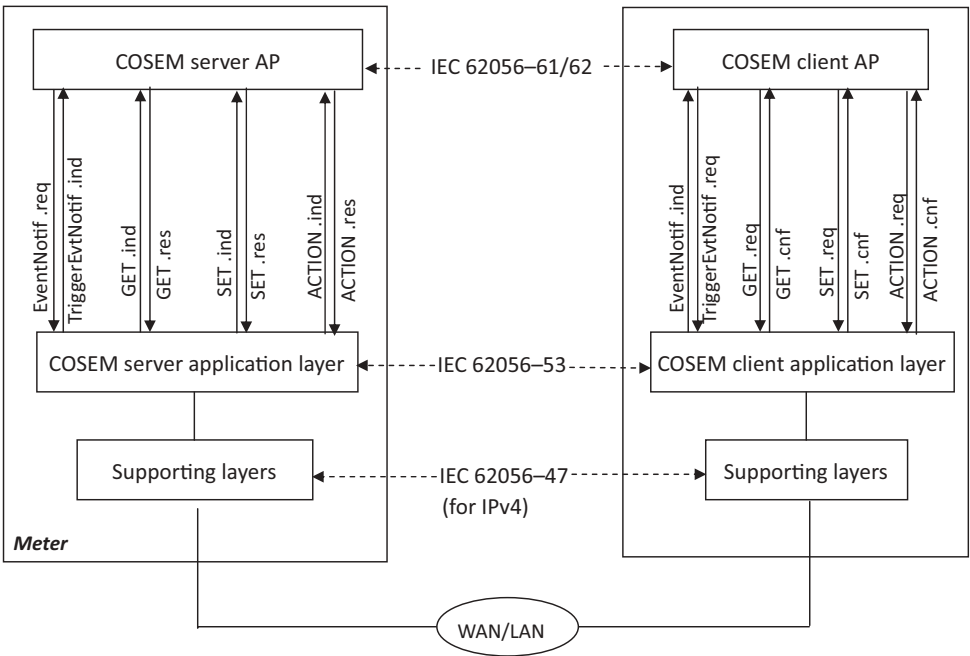 COSEM server AP
IEC 62056–61/62
COSEM client AP
EventNotif .req
TriggerEvtNotif .ind
GET .ind
GET .res
SET .ind
SET .res
ACTION .ind
ACTION .res
EventNotif .ind
TriggerEvtNotif .req
GET .req
GET .cnf
SET .req
SET .cnf
ACTION .req
ACTION .cnf
COSEM server application layer
IEC 62056–53
COSEM client application layer
Supporting layers
IEC 62056–47
(for IPv4)
Supporting layers
Meter
WAN/LAN